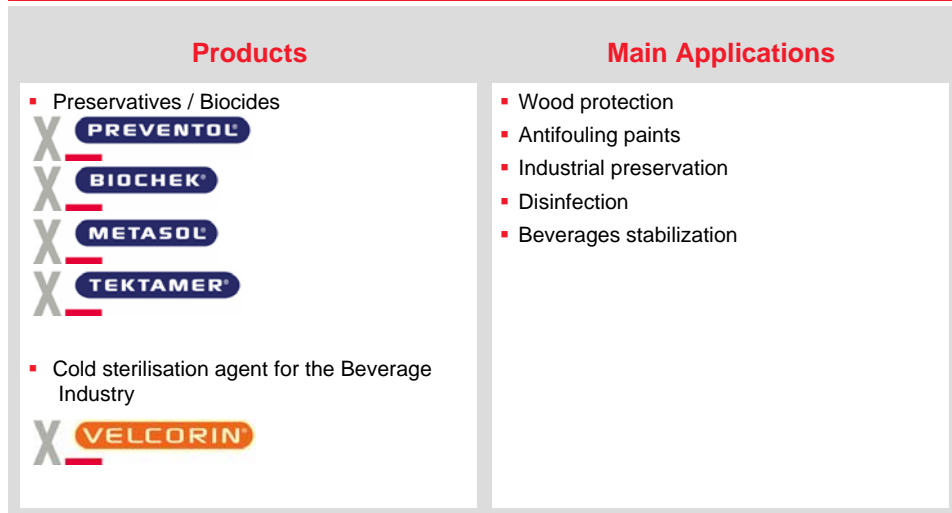 Products
Preservatives / Biocides
X PREVENTOL®
X BIOCHEK®
X METASOL®
X TEKTAMER®
Cold sterilisation agent for the Beverage
Industry
X VELCORIN®
Main Applications
Wood protection
Antifouling paints
Industrial preservation
Disinfection
Beverages stabilization